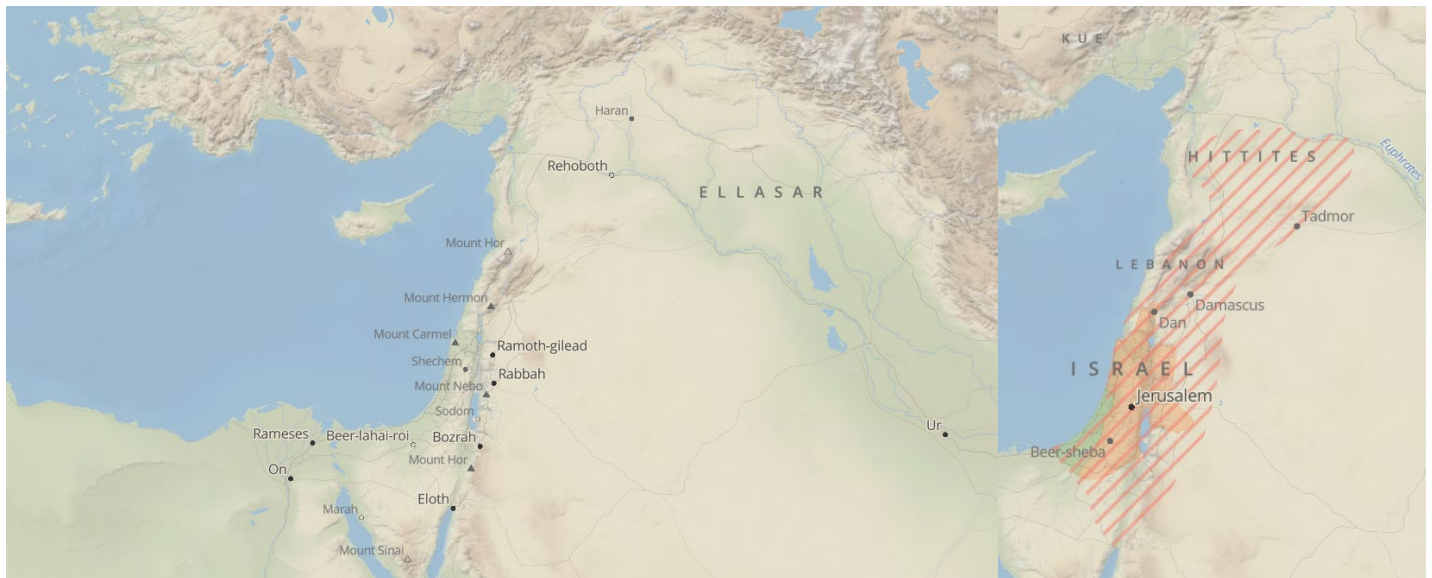 Haran
Rehoboth
ELLASAR
Mount Hor
Mount Hermon
Mount Carmel
Ramoth-gilead
Shechem
Rabbah
Mount Nebo
Sodom
Ur
Rameses
Beer-lahai-roi
Bozrah
Mount Hor
On
Eloth
Marah
Mount Sinai
KUE
Euphrates
HITTITES
Tadmor
LEBANON
Damascus
Dan
ISRAEL
Jerusalem
Beer-sheba